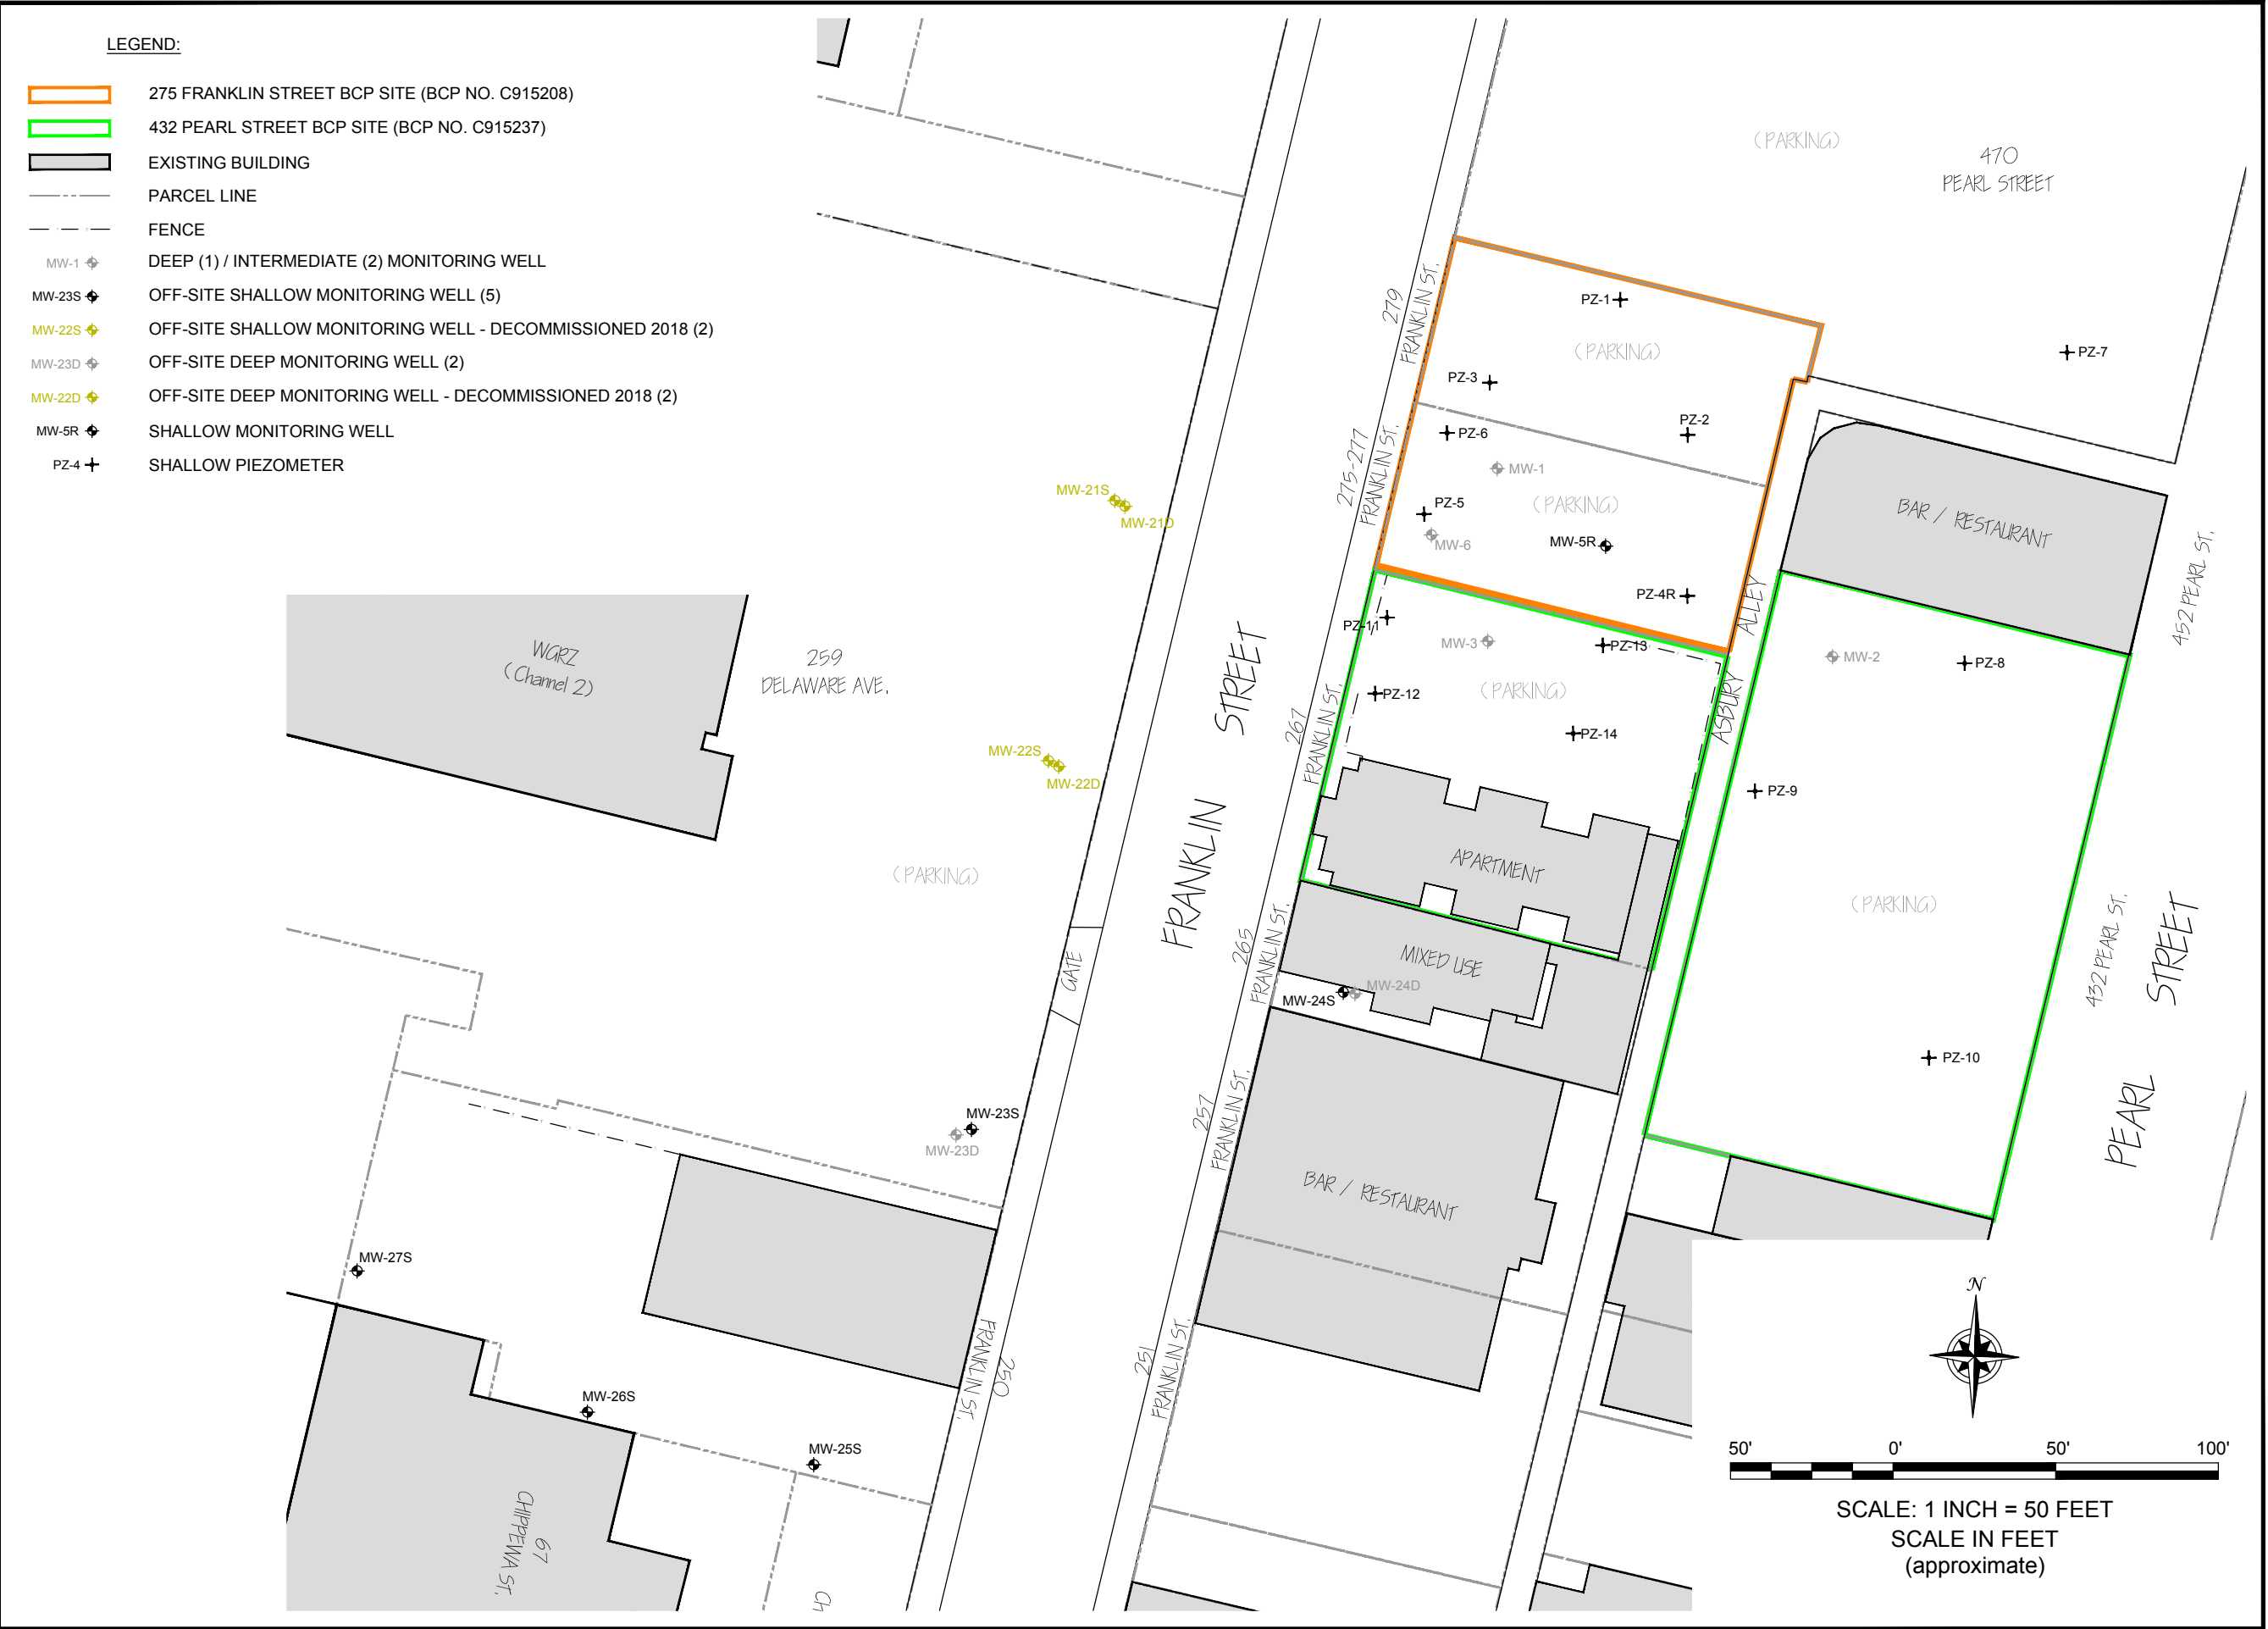 LEGEND:
275 FRANKLIN STREET BCP SITE (BCP NO. C915208)
432 PEARL STREET BCP SITE (BCP NO. C915237)
EXISTING BUILDING
PARCEL LINE
FENCE
MW-1 DEEP (1) / INTERMEDIATE (2) MONITORING WELL
MW-23S OFF-SITE SHALLOW MONITORING WELL (5)
MW-22S OFF-SITE SHALLOW MONITORING WELL - DECOMMISSIONED 2018 (2)
MW-23D OFF-SITE DEEP MONITORING WELL (2)
MW-22D OFF-SITE DEEP MONITORING WELL - DECOMMISSIONED 2018 (2)
MW-5R SHALLOW MONITORING WELL
PZ-4 SHALLOW PIEZOMETER
(PARKING)
470
PEARL STREET
279
FRANKLIN ST.
PZ-1
(PARKING)
PZ-7
PZ-3
PZ-2
PZ-6
275-277
FRANKLIN ST.
MW-1
MW-21S
MW-21D
PZ-5
(PARKING)
MW-6
MW-5R
BAR / RESTAURANT
452 PEARL ST.
PZ-4R
ASBURY ALLEY
PZ-11
MW-3
PZ-13
MW-2
PZ-8
WGRZ
(Channel 2)
259
DELAWARE AVE.
PZ-12
(PARKING)
267
FRANKLIN ST.
PZ-14
MW-22S
MW-22D
PZ-9
FRANKLIN STREET
APARTMENT
(PARKING)
(PARKING)
265
FRANKLIN ST.
MIXED USE
GATE
MW-24S
MW-24D
432 PEARL ST.
PEARL STREET
PZ-10
MW-23S
MW-23D
257
FRANKLIN ST.
BAR / RESTAURANT
MW-27S
250
FRANKLIN ST.
251
FRANKLIN ST.
MW-26S
MW-25S
67
CHIPPEWA ST.
CH
N
50' 0' 50' 100'
SCALE: 1 INCH = 50 FEET
SCALE IN FEET
(approximate)